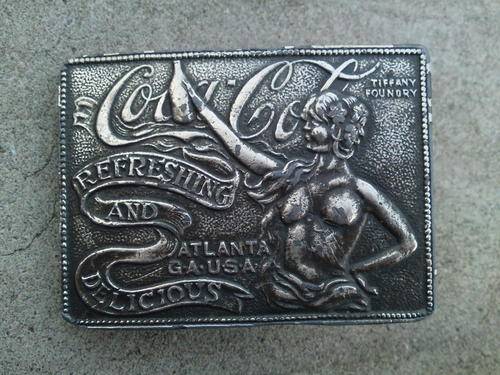 Coca-Cola
TIFFANY
FOUNDRY
REFRESHING
AND
DELICIOUS
ATLANTA
GA·USA